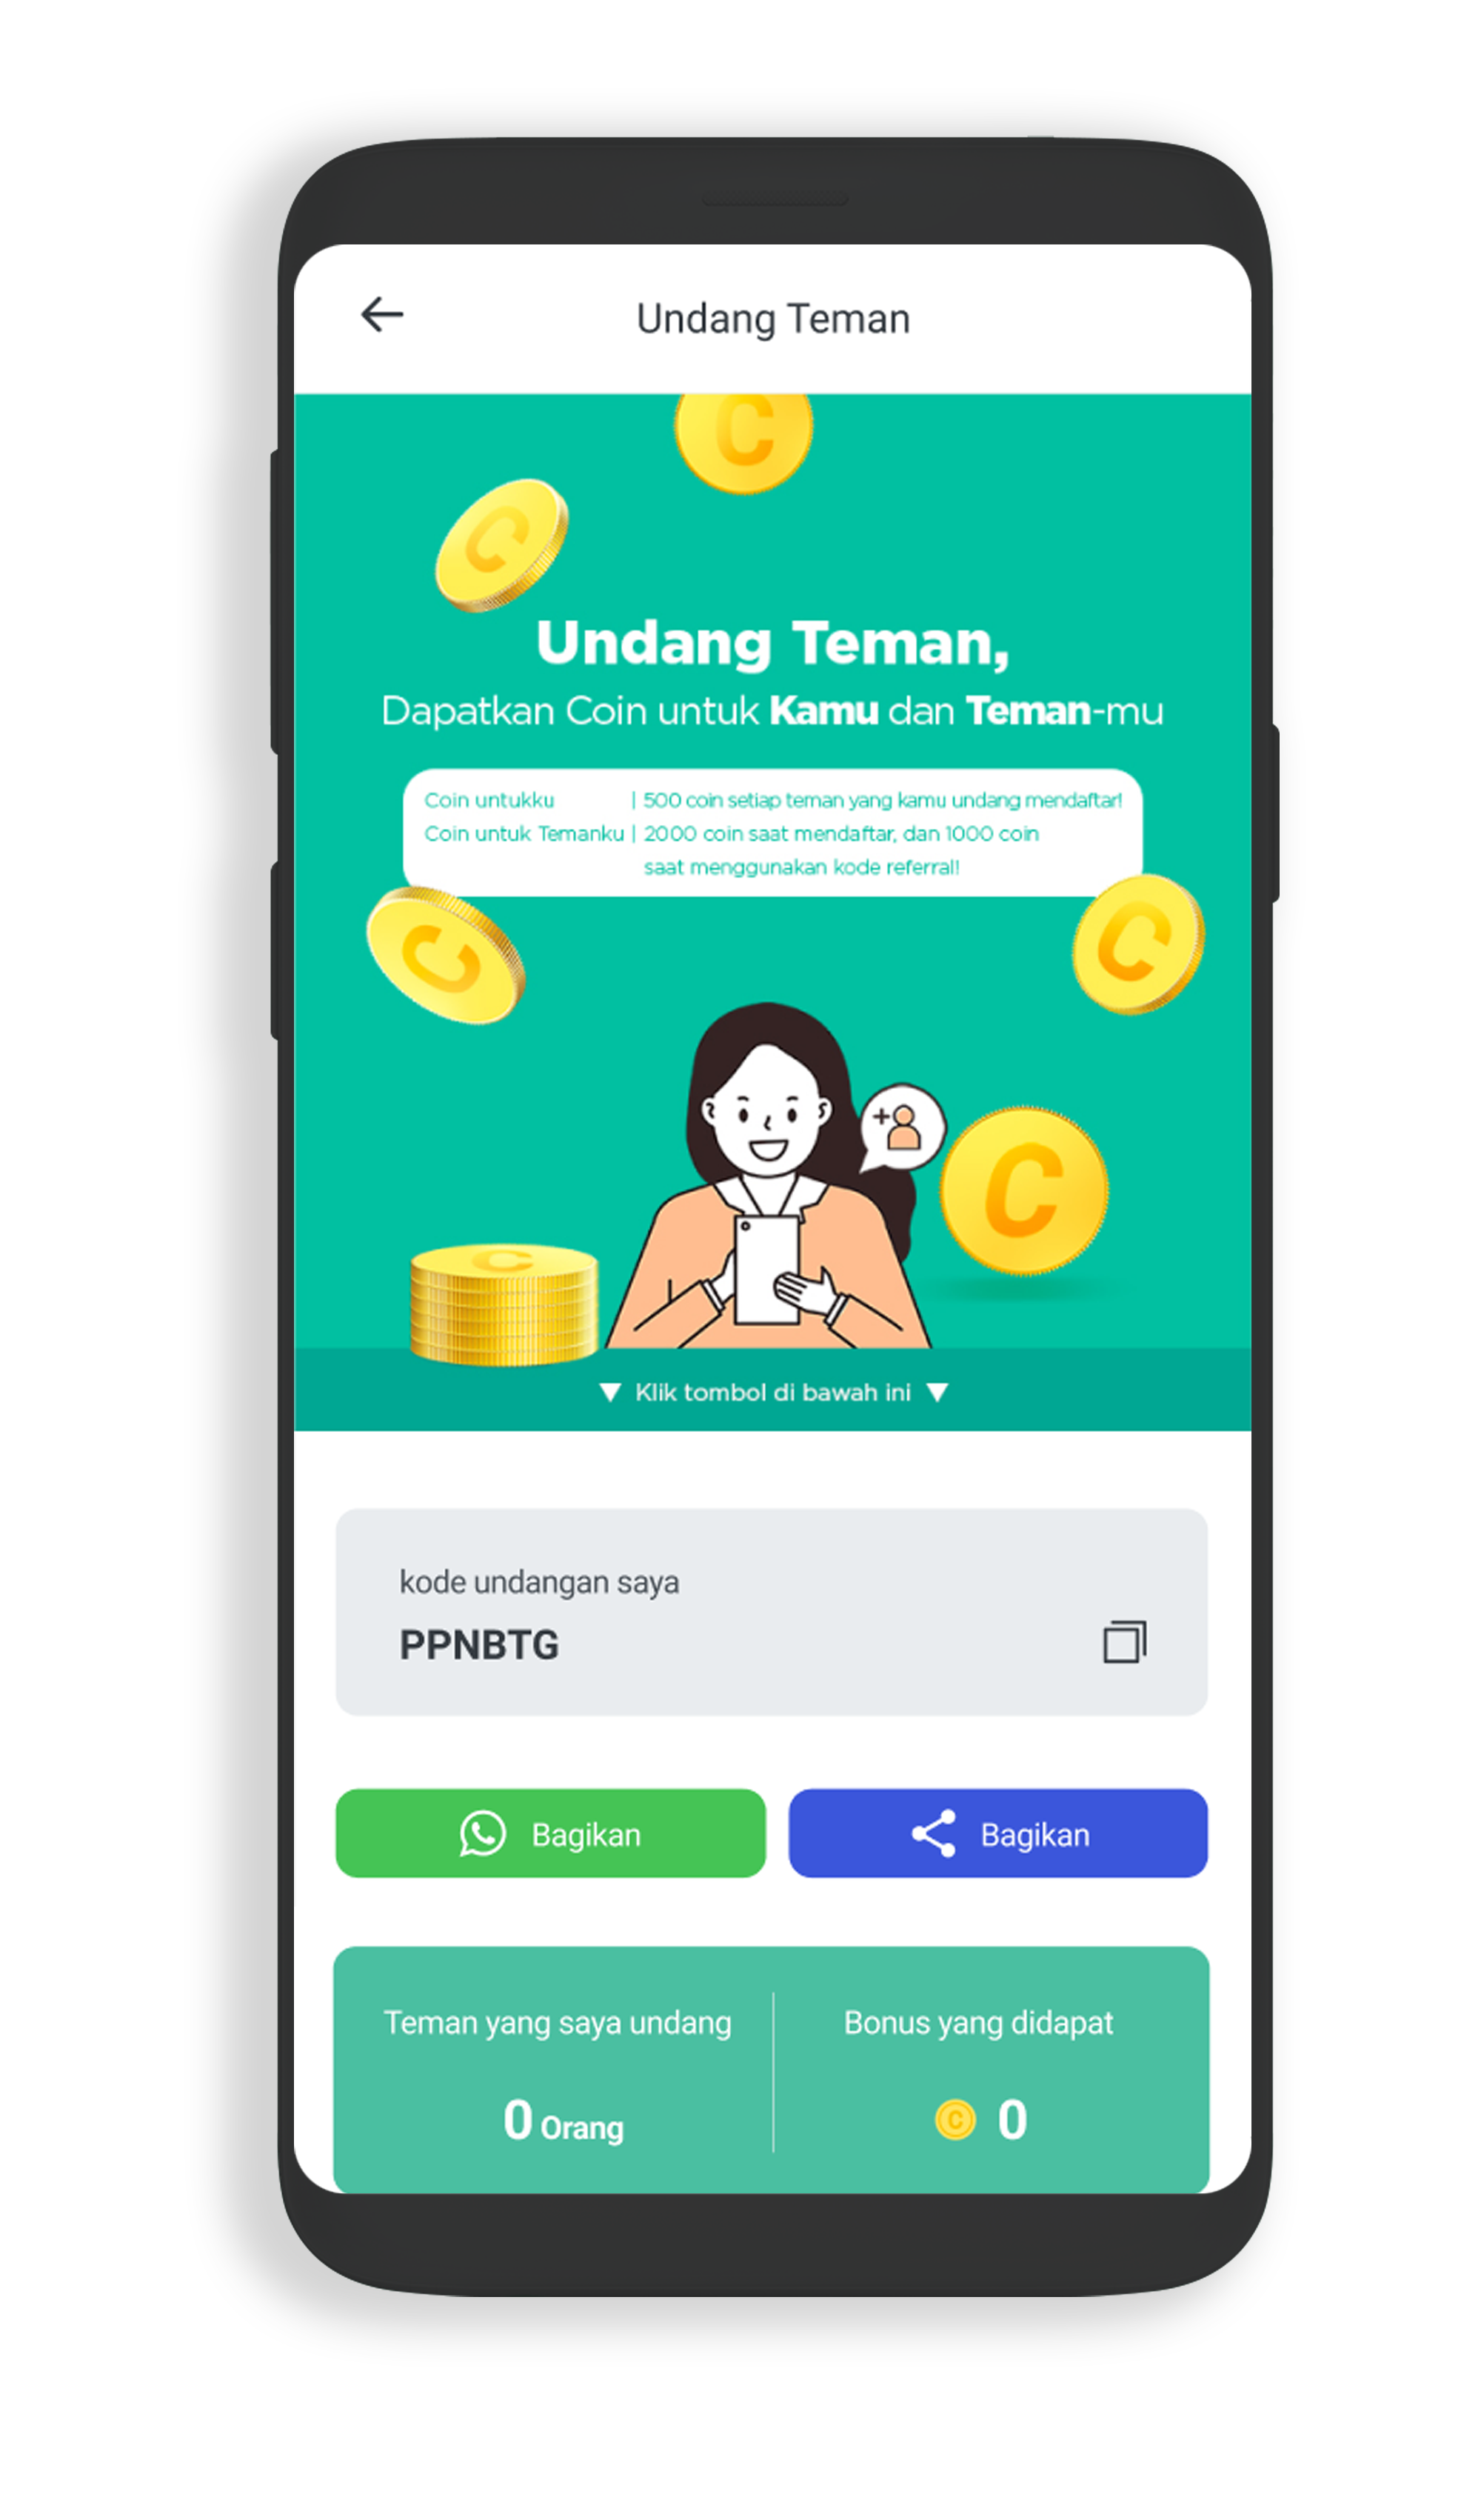 Undang Teman
Undang Teman,
Dapatkan Coin untuk Kamu dan Teman-mu
Coin untukku | 500 coin setiap teman yang kamu undang mendaftar!
Coin untuk Temanku | 2000 coin saat mendaftar, dan 1000 coin
saat menggunakan kode referral!
▼ Klik tombol di bawah ini ▼
kode undangan saya
PPNBTG
Bagikan
Bagikan
Teman yang saya undang
0 Orang
Bonus yang didapat
C 0